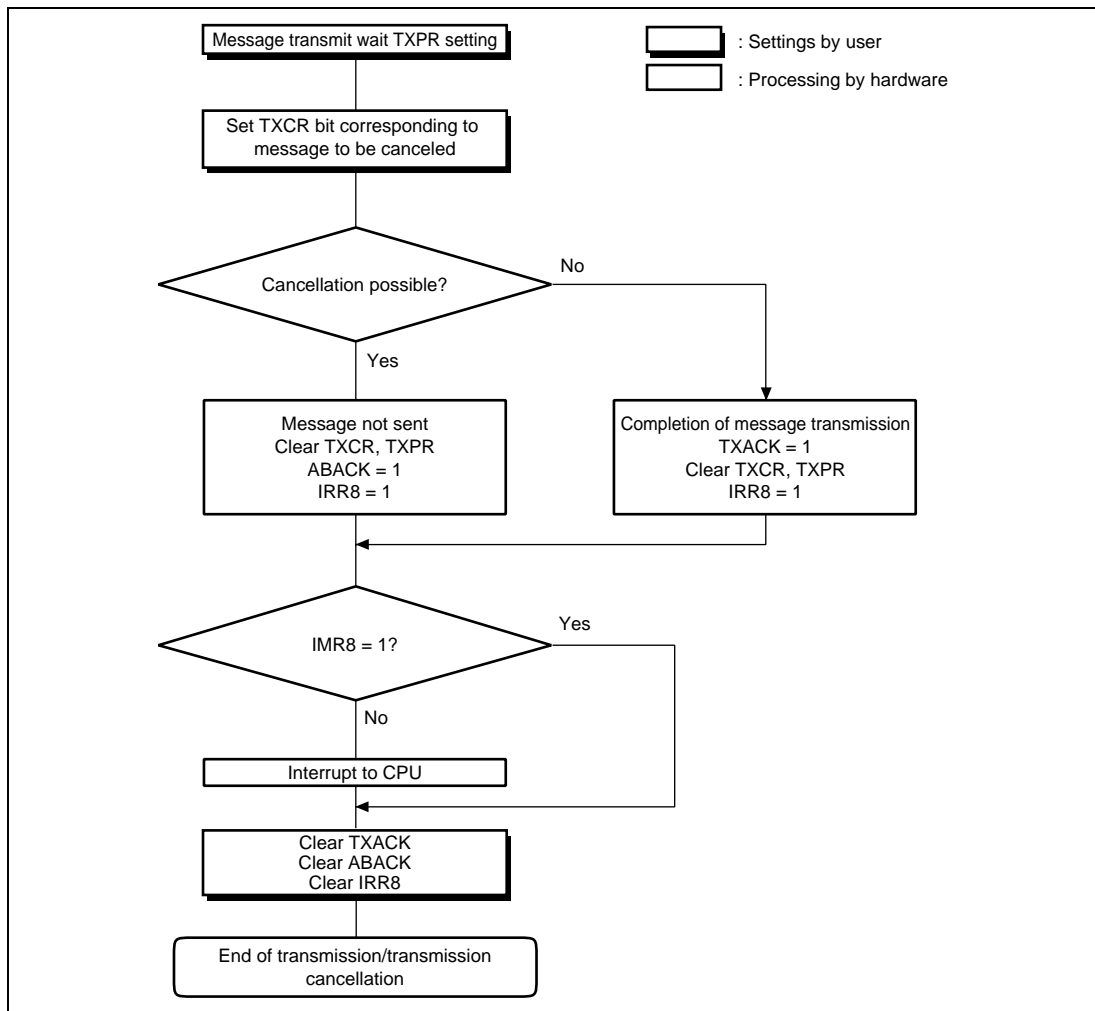 Message transmit wait TXPR setting
: Settings by user
: Processing by hardware
Set TXCR bit corresponding to
message to be canceled
Cancellation possible?
No
Yes
Message not sent
Clear TXCR, TXPR
ABACK = 1
IRR8 = 1
Completion of message transmission
TXACK = 1
Clear TXCR, TXPR
IRR8 = 1
IMR8 = 1?
Yes
No
Interrupt to CPU
Clear TXACK
Clear ABACK
Clear IRR8
End of transmission/transmission
cancellation